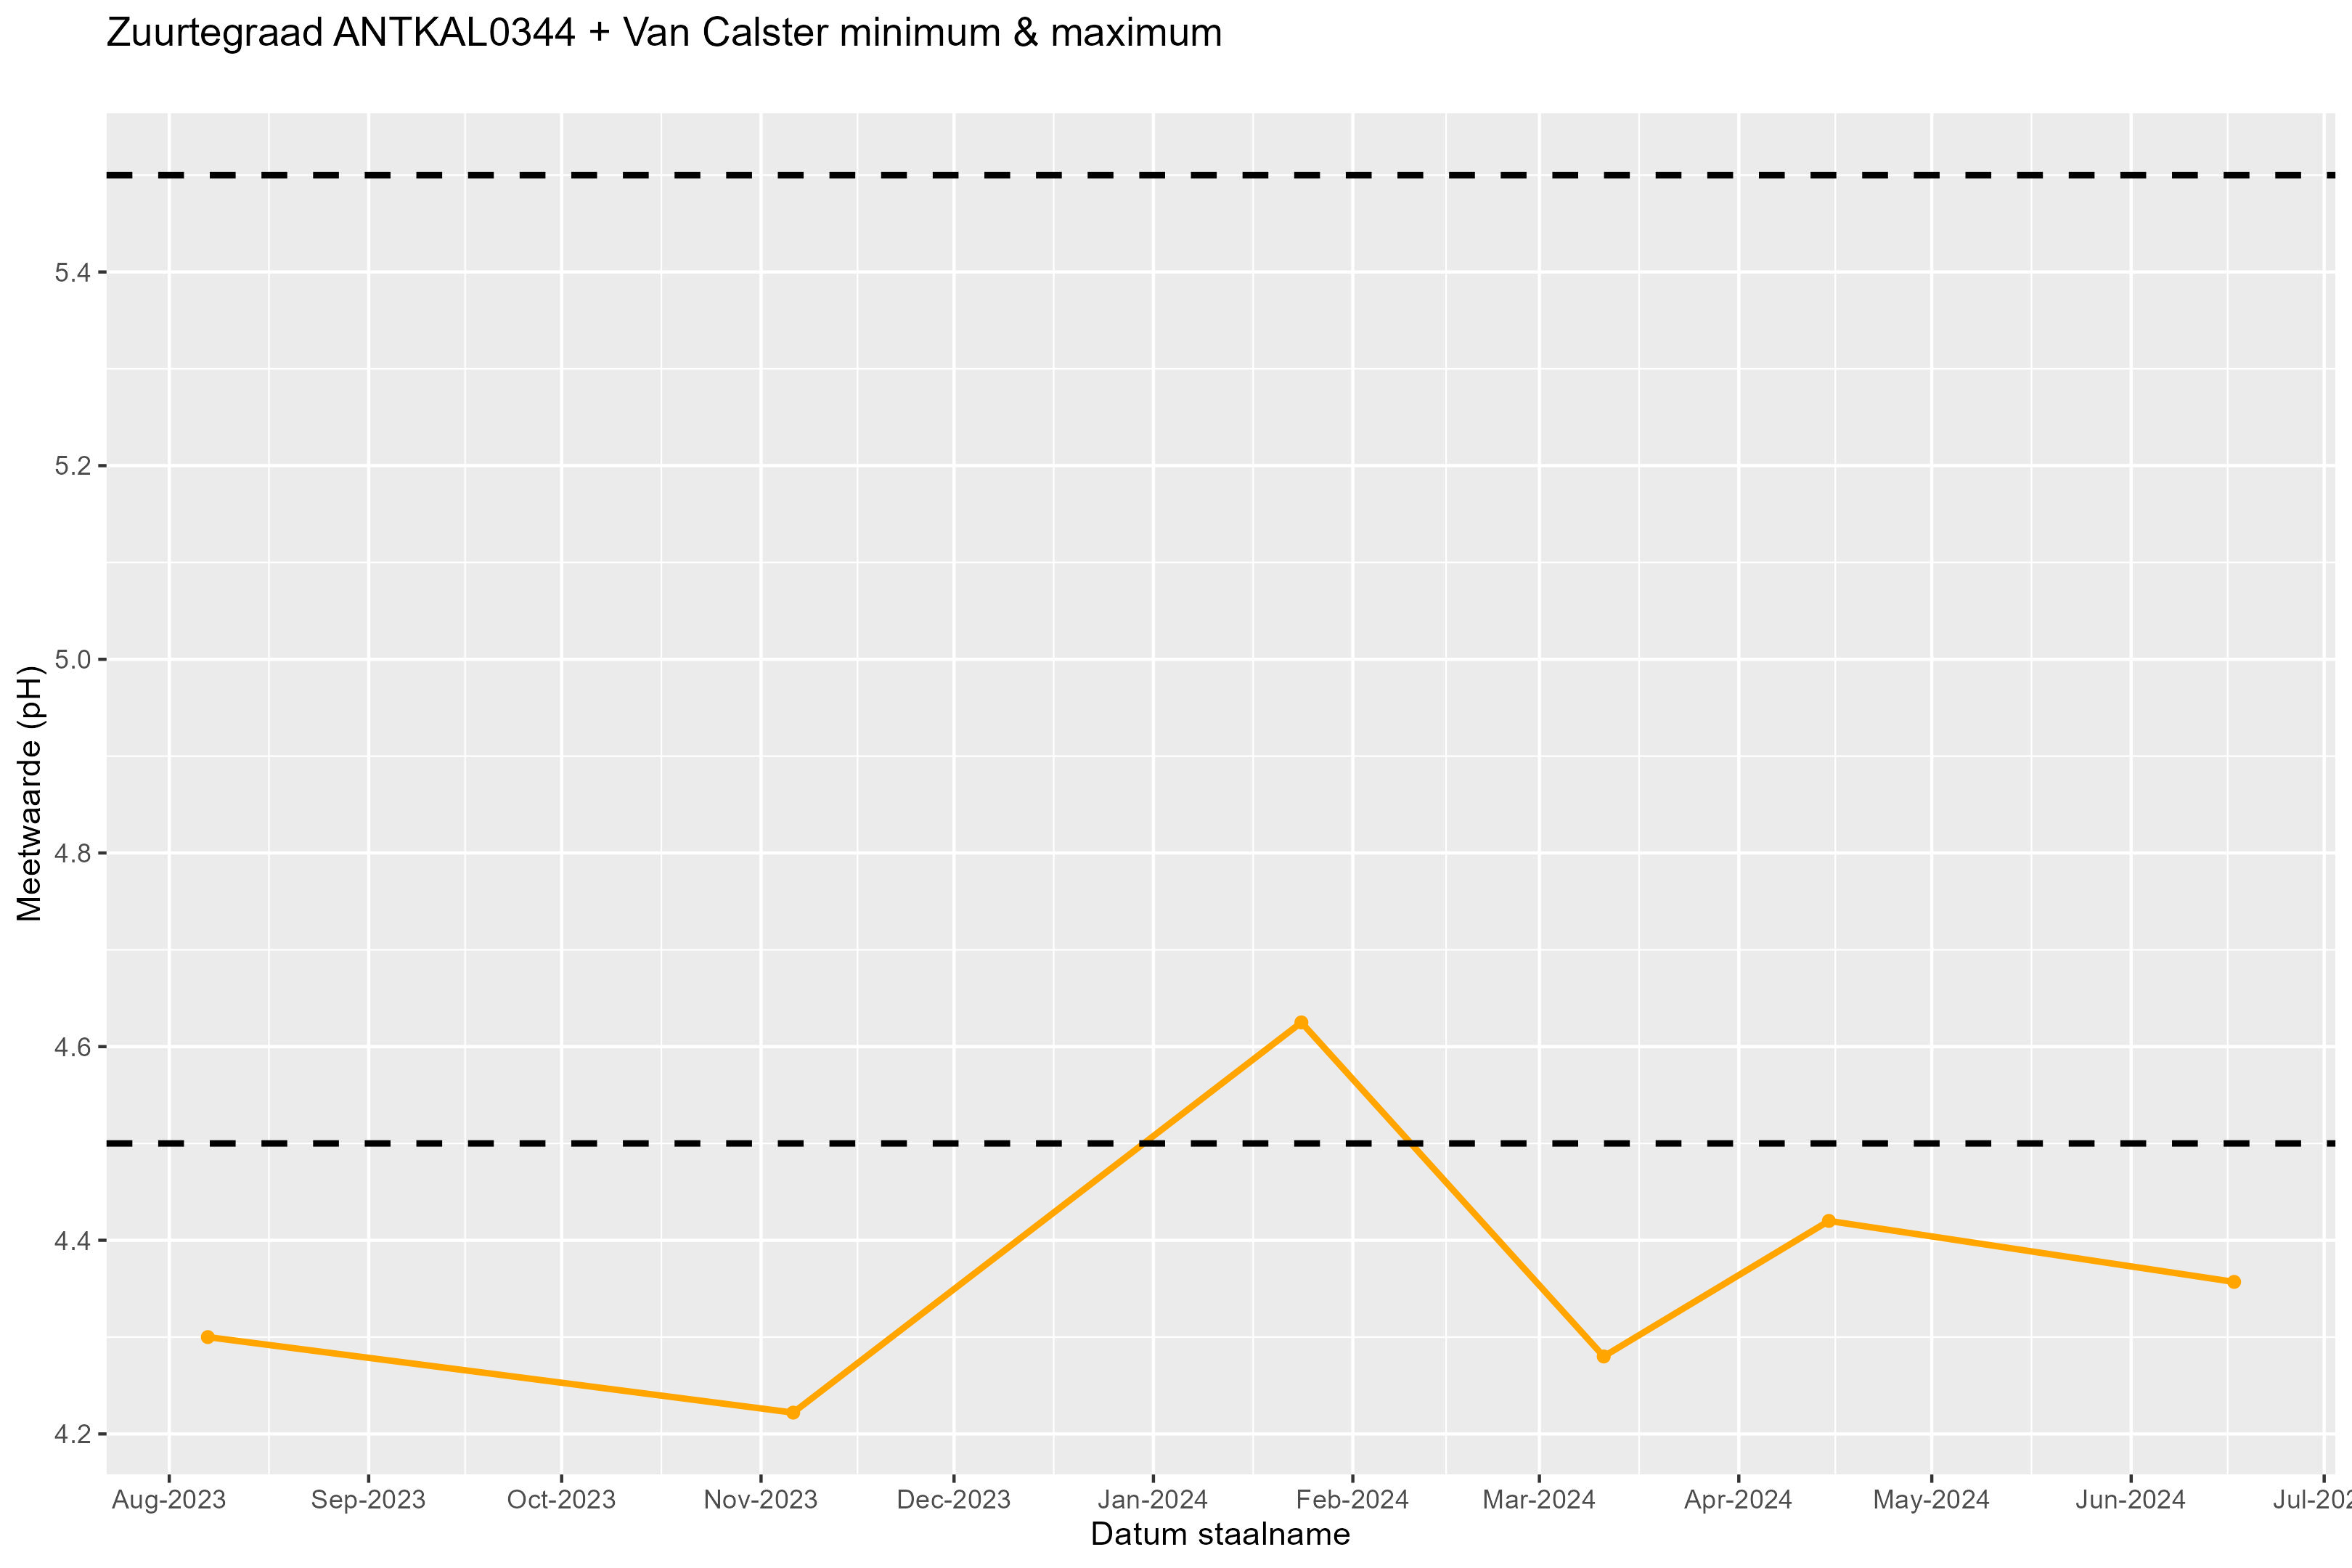 Zuurtegraad ANTKAL0344 + Van Calster minimum & maximum
Meetwaarde (pH)
5.4
5.2
5.0
4.8
4.6
4.4
4.2
Aug-2023 Sep-2023 Oct-2023 Nov-2023 Dec-2023 Jan-2024 Feb-2024 Mar-2024 Apr-2024 May-2024 Jun-2024
Datum staalname